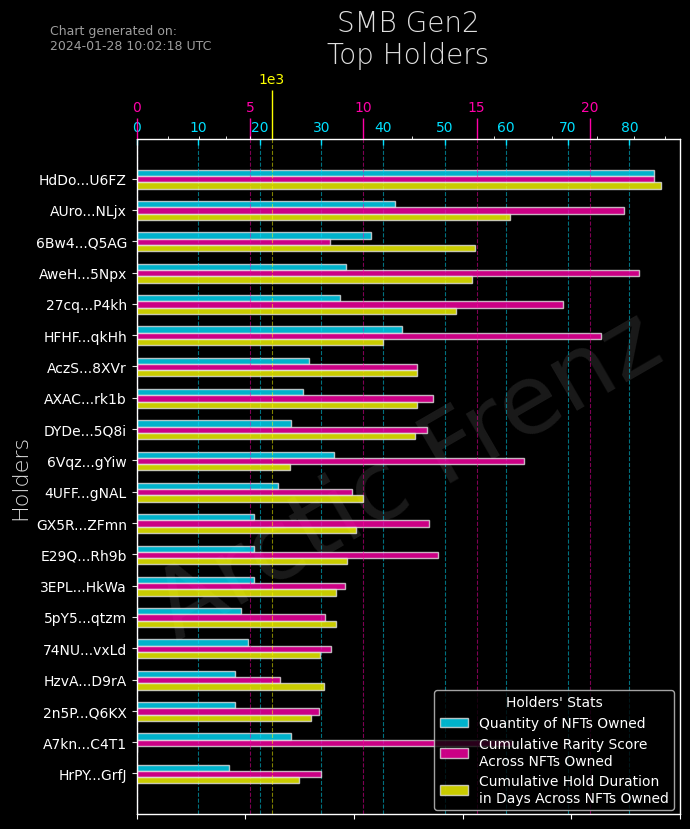 Chart generated on:
2024-01-28 10:02:18 UTC
SMB Gen2
Top Holders
1e3
0 5 10 15 20
0 10 20 30 40 50 60 70 80
Holders
HdDo...U6FZ
AUro...NLjx
6Bw4...Q5AG
AweH...5Npx
27cq...P4kh
HFHF...qkHh
AczS...8XVr
AXAC...rk1b
DYDe...5Q8i
6Vqz...gYiw
4UFF...gNAL
GX5R...ZFmn
E29Q...Rh9b
3EPL...HkWa
5pY5...qtzm
74NU...vxLd
HzvA...D9rA
2n5P...Q6KX
A7kn...C4T1
HrPY...GrfJ
Arctic Frenz
Holders' Stats
Quantity of NFTs Owned
Cumulative Rarity Score
Across NFTs Owned
Cumulative Hold Duration
in Days Across NFTs Owned